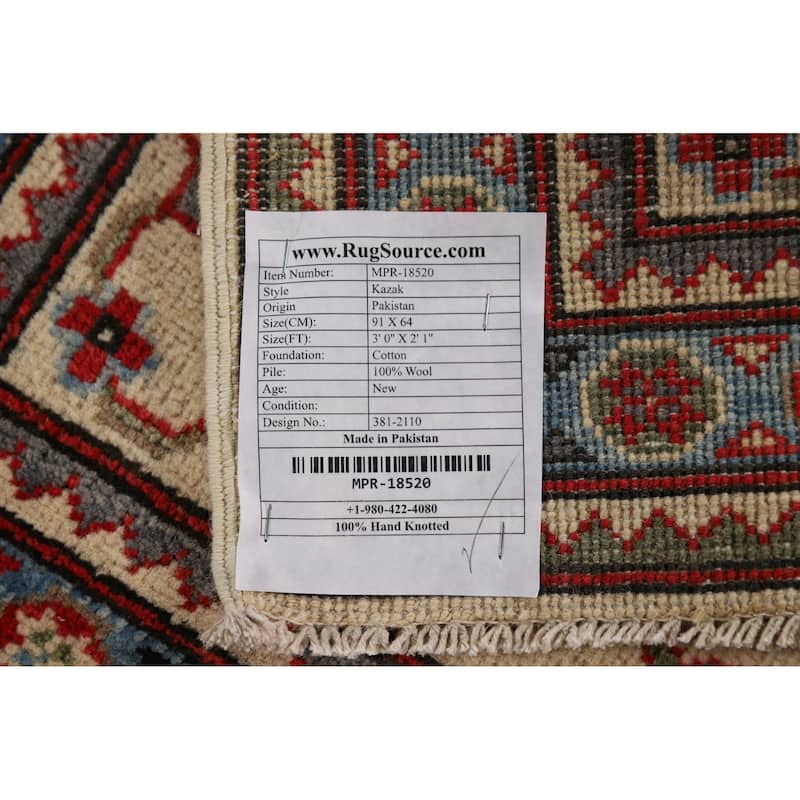 www.RugSource.com
Item Number: MPR-18520
Style Kazak
Origin Pakistan
Size(CM): 91 X 64
Size(FT): 3' 0" X 2' 1"
Foundation: Cotton
Pile: 100% Wool
Age: New
Condition:
Design No.: 381-2110
Made in Pakistan
MPR-18520
+1-980-422-4080
100% Hand Knotted